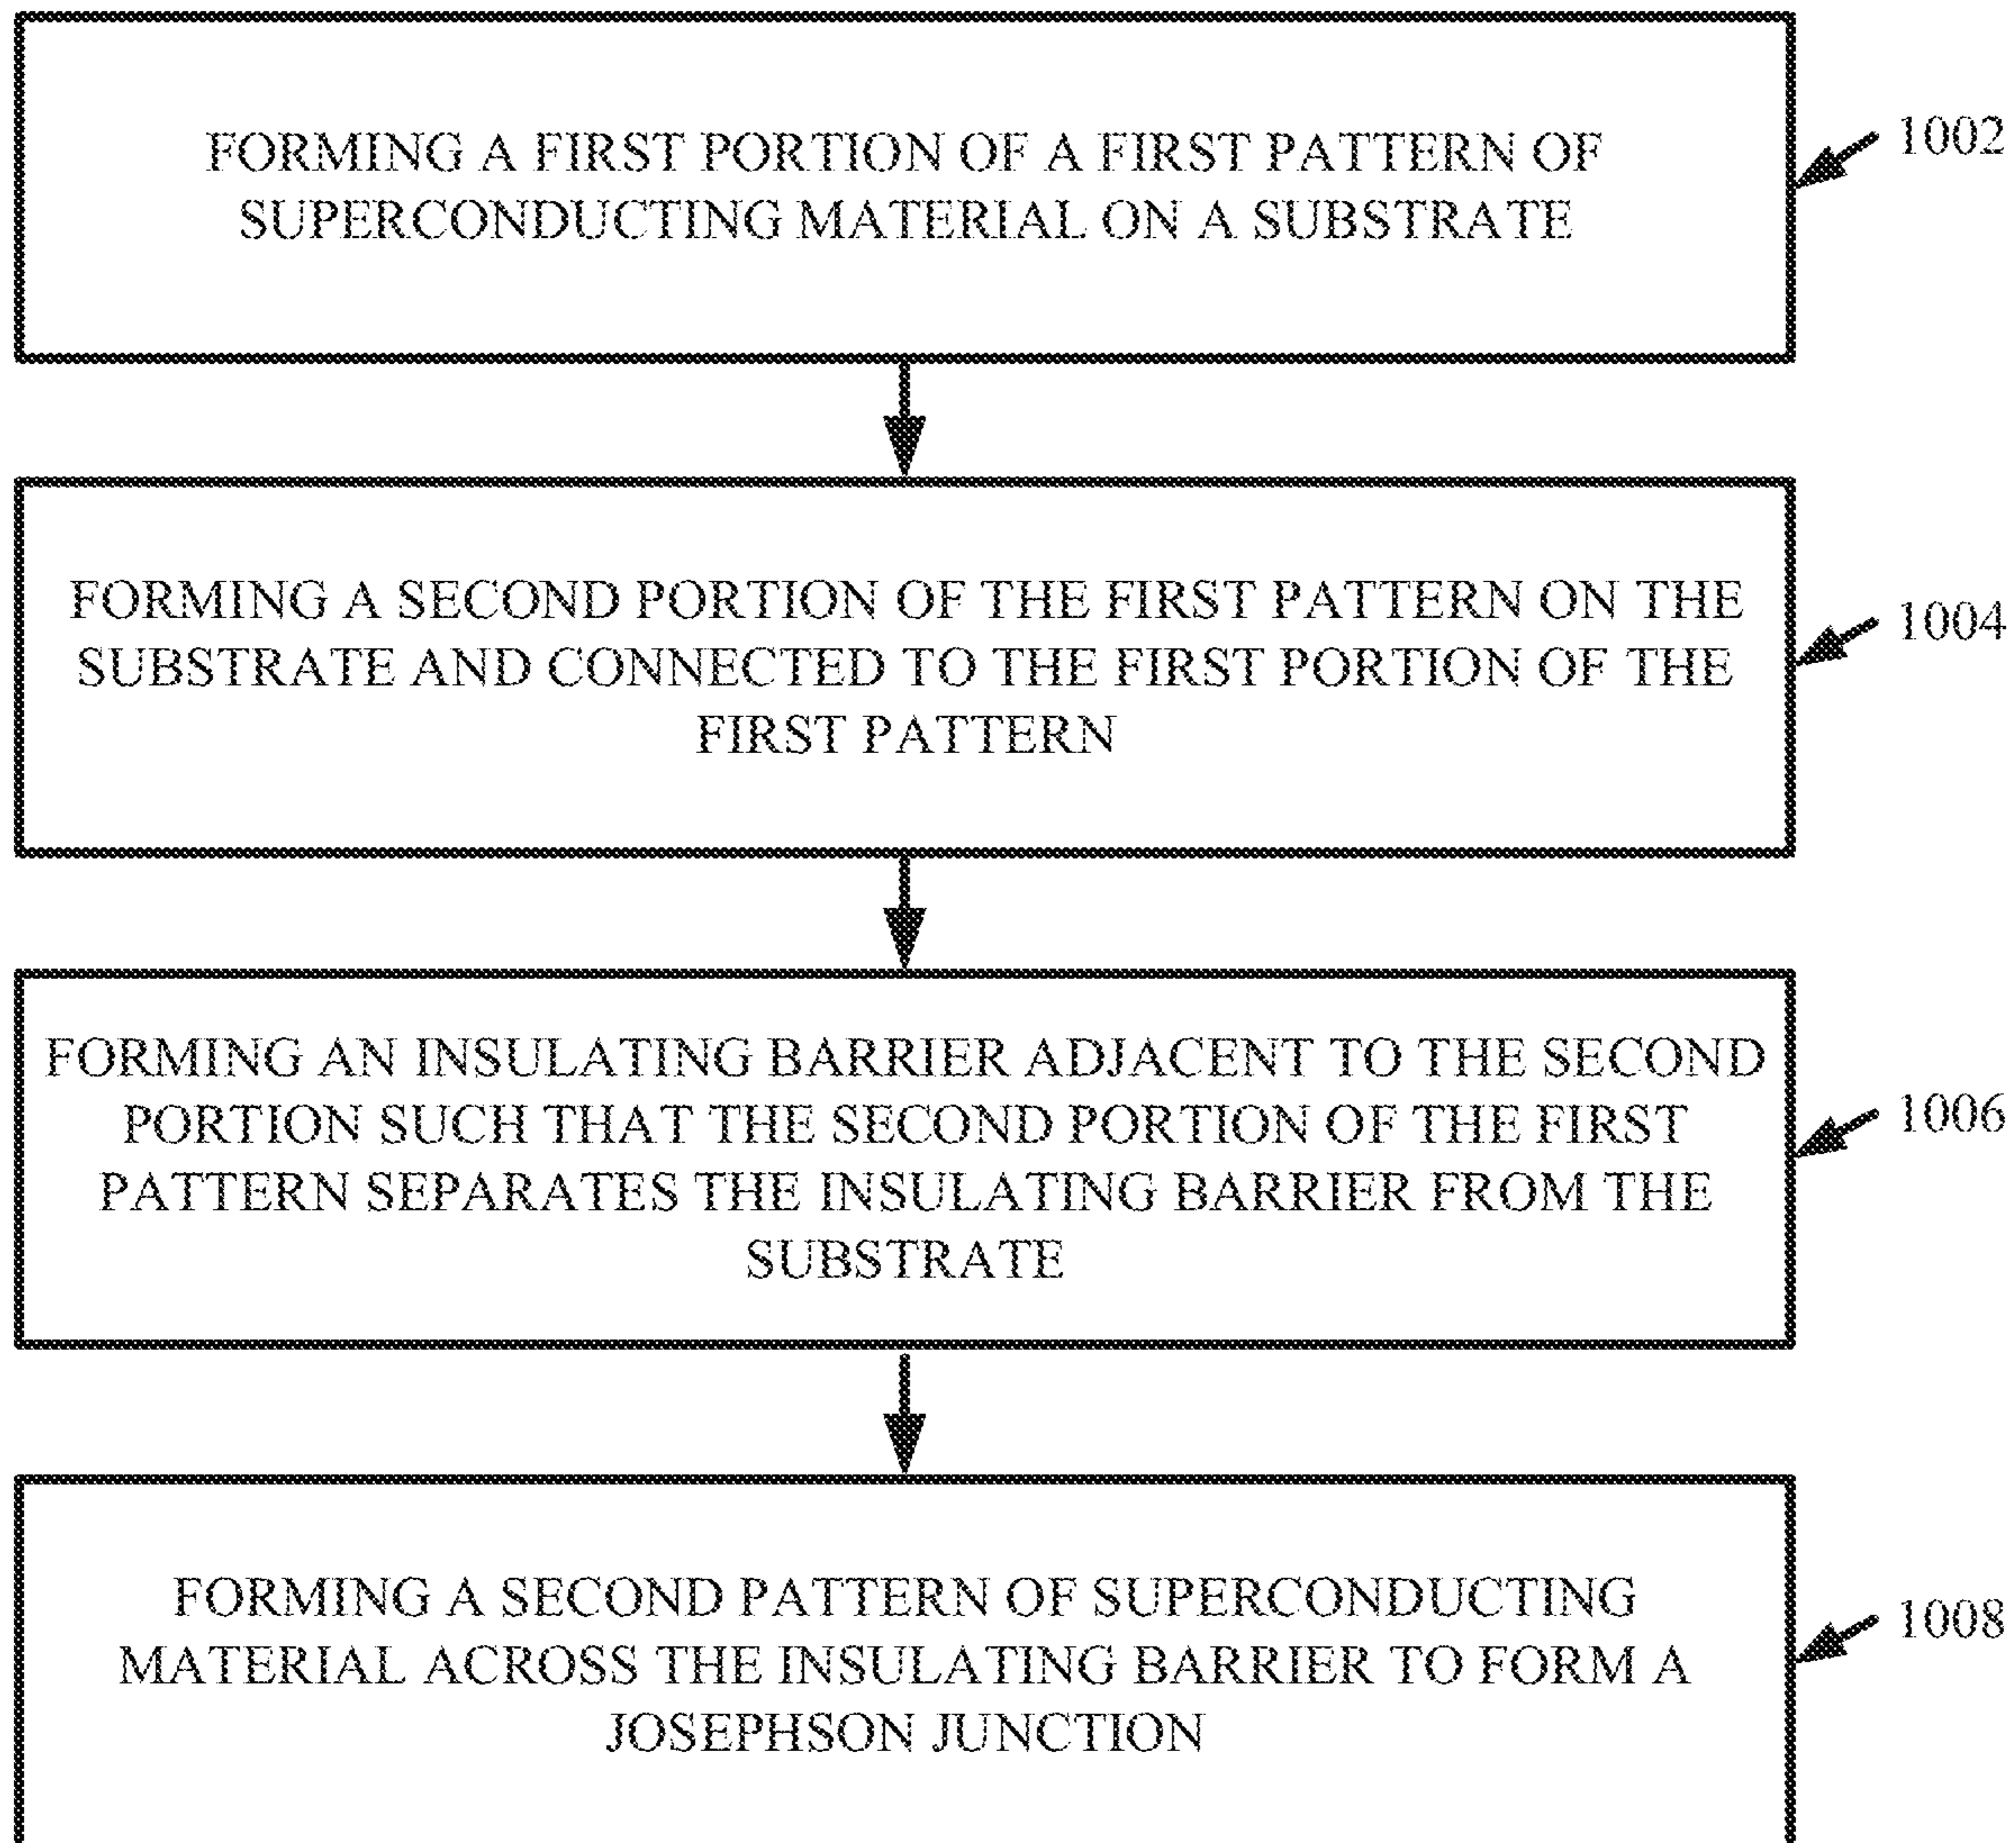 FORMING A FIRST PORTION OF A FIRST PATTERN OF
SUPERCONDUCTING MATERIAL ON A SUBSTRATE
1002
FORMING A SECOND PORTION OF THE FIRST PATTERN ON THE
SUBSTRATE AND CONNECTED TO THE FIRST PORTION OF THE
FIRST PATTERN
1004
FORMING AN INSULATING BARRIER ADJACENT TO THE SECOND
PORTION SUCH THAT THE SECOND PORTION OF THE FIRST
PATTERN SEPARATES THE INSULATING BARRIER FROM THE
SUBSTRATE
1006
FORMING A SECOND PATTERN OF SUPERCONDUCTING
MATERIAL ACROSS THE INSULATING BARRIER TO FORM A
JOSEPHSON JUNCTION
1008